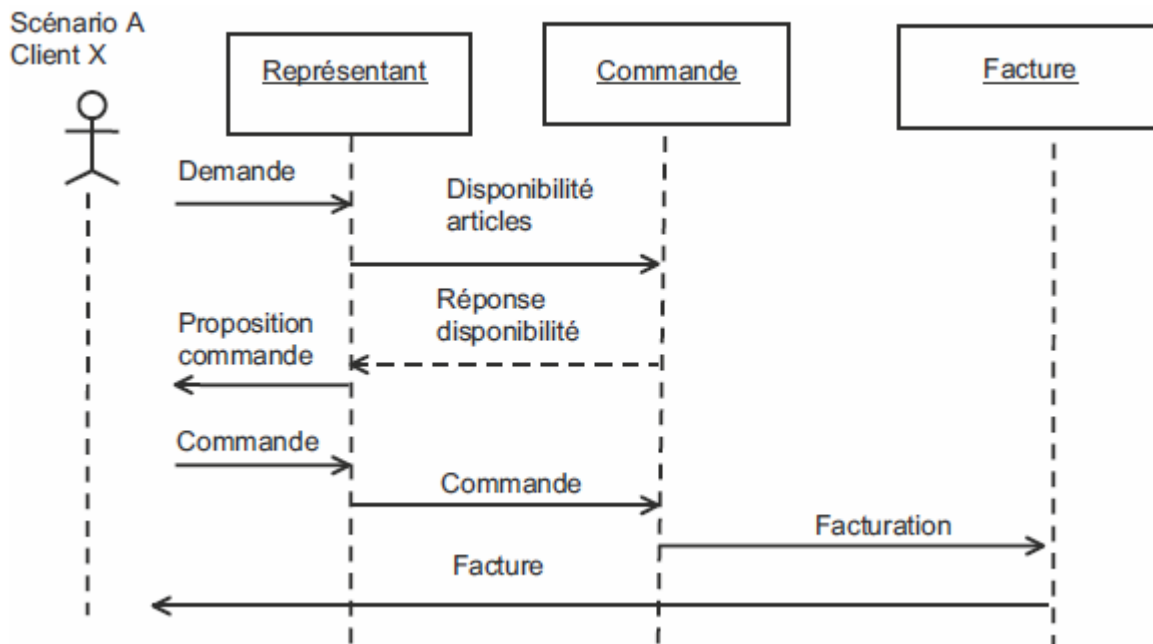 Scénario A
Client X
Représentant
Commande
Facture
Demande
Disponibilité
articles
Réponse
disponibilité
Proposition
commande
Commande
Commande
Facturation
Facture